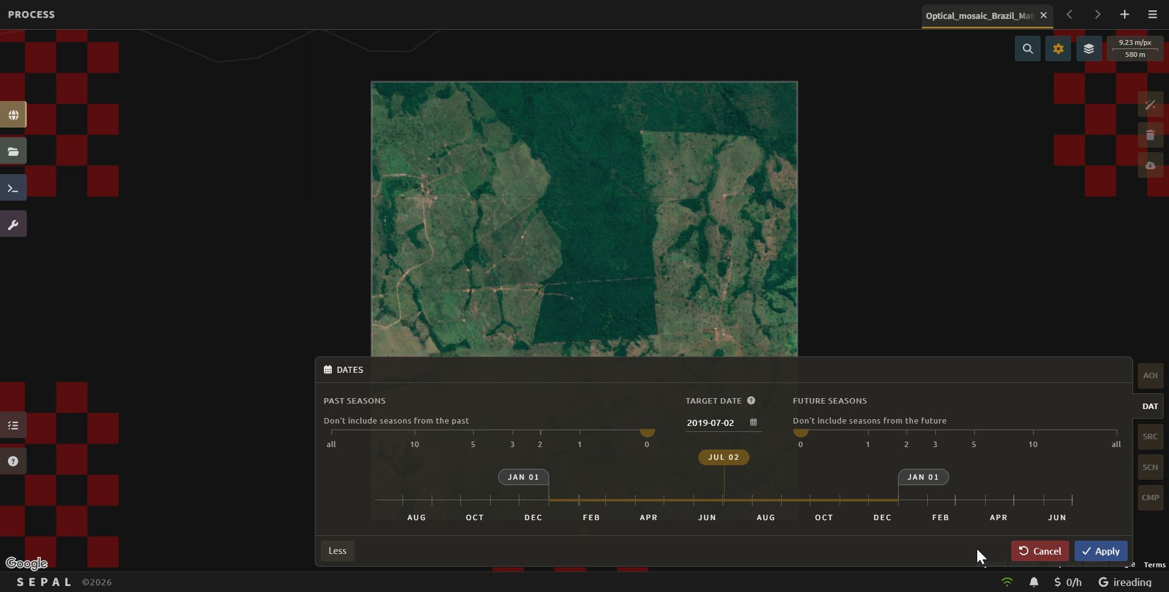 PROCESS
Optical_mosaic_Brazil_Mat
9.23 m/px
580 m
DATES
PAST SEASONS
TARGET DATE
FUTURE SEASONS
Don't include seasons from the past
2019-07-02
Don't include seasons from the future
all 10 5 3 2 1 0
0 1 2 3 5 10 all
JUL 02
JAN 01
JAN 01
AUG OCT DEC FEB APR JUN AUG OCT DEC FEB APR JUN
Less
Cancel
Apply
AOI
DAT
SRC
SCN
CMP
Google
Terms
SEPAL ©2026
$ 0/h
ireading